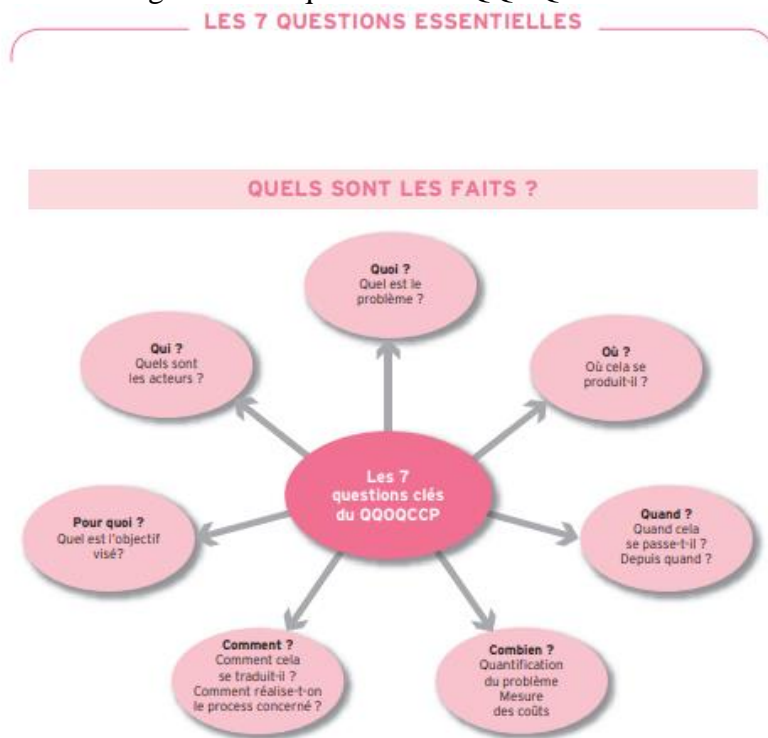 LES 7 QUESTIONS ESSENTIELLES
QUELS SONT LES FAITS ?
Quoi ?
Quel est le
problème ?
Où ?
Où cela se
produit-il ?
Quand ?
Quand cela
se passe-t-il ?
Depuis quand ?
Combien ?
Quantification
du problème
Mesure
des coûts
Comment ?
Comment cela
se traduit-il ?
Comment réalise-t-on
le process concerné ?
Pour quoi ?
Quel est l'objectif
visé?
Qui ?
Quels sont
les acteurs ?
Les 7
questions clés
du QQOQCCP